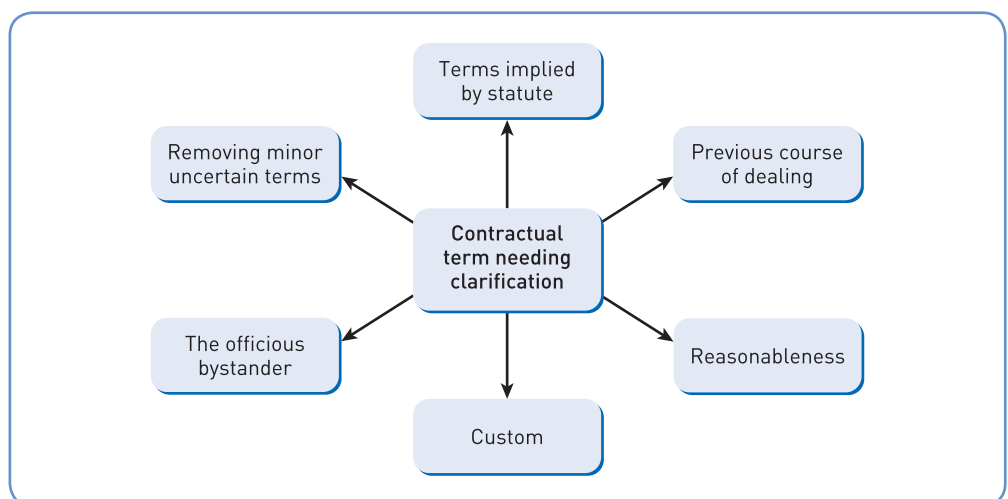 Terms implied
by statute
Removing minor
uncertain terms
Previous course
of dealing
Contractual
term needing
clarification
The officious
bystander
Reasonableness
Custom